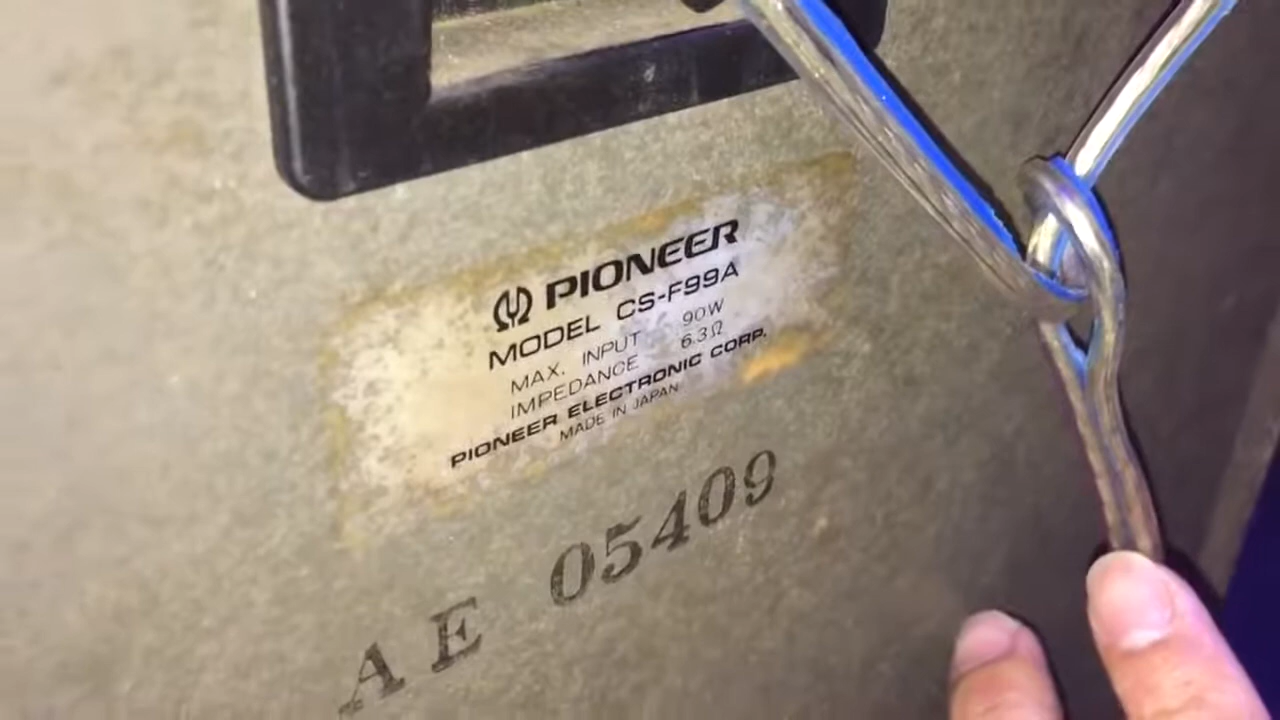 PIONEER
MODEL CS-F99A
MAX. INPUT 90W
IMPEDANCE 6.3Ω
PIONEER ELECTRONIC CORP.
MADE IN JAPAN
AE 05409